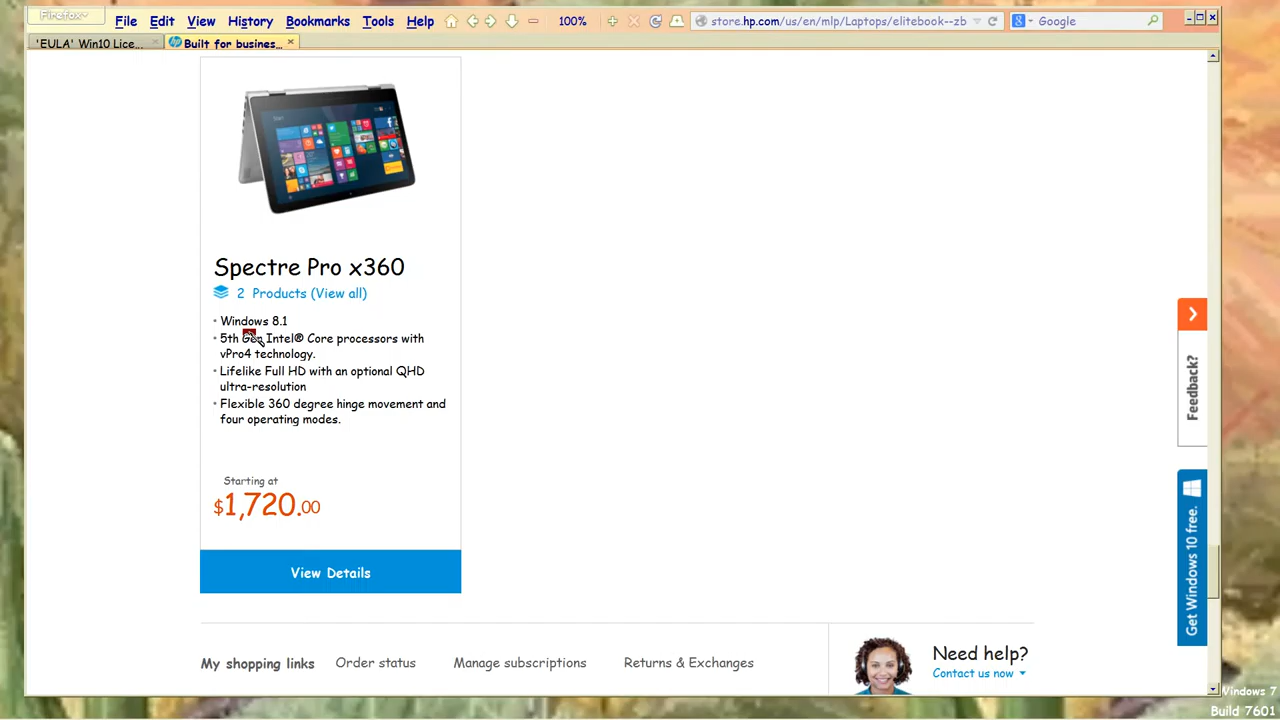 Firefox
File Edit View History Bookmarks Tools Help 100% store.hp.com/us/en/mlp/Laptops/elitebook--zb Google
'EULA' Win10 Lice... Built for busines...
Spectre Pro x360
2 Products (View all)
Windows 8.1
5th Gen Intel® Core processors with
vPro4 technology.
Lifelike Full HD with an optional QHD
ultra-resolution
Flexible 360 degree hinge movement and
four operating modes.
Starting at
$1,720.00
View Details
Feedback?
Get Windows 10 free.
My shopping links Order status Manage subscriptions Returns & Exchanges
Need help?
Contact us now
Windows 7
Build 7601